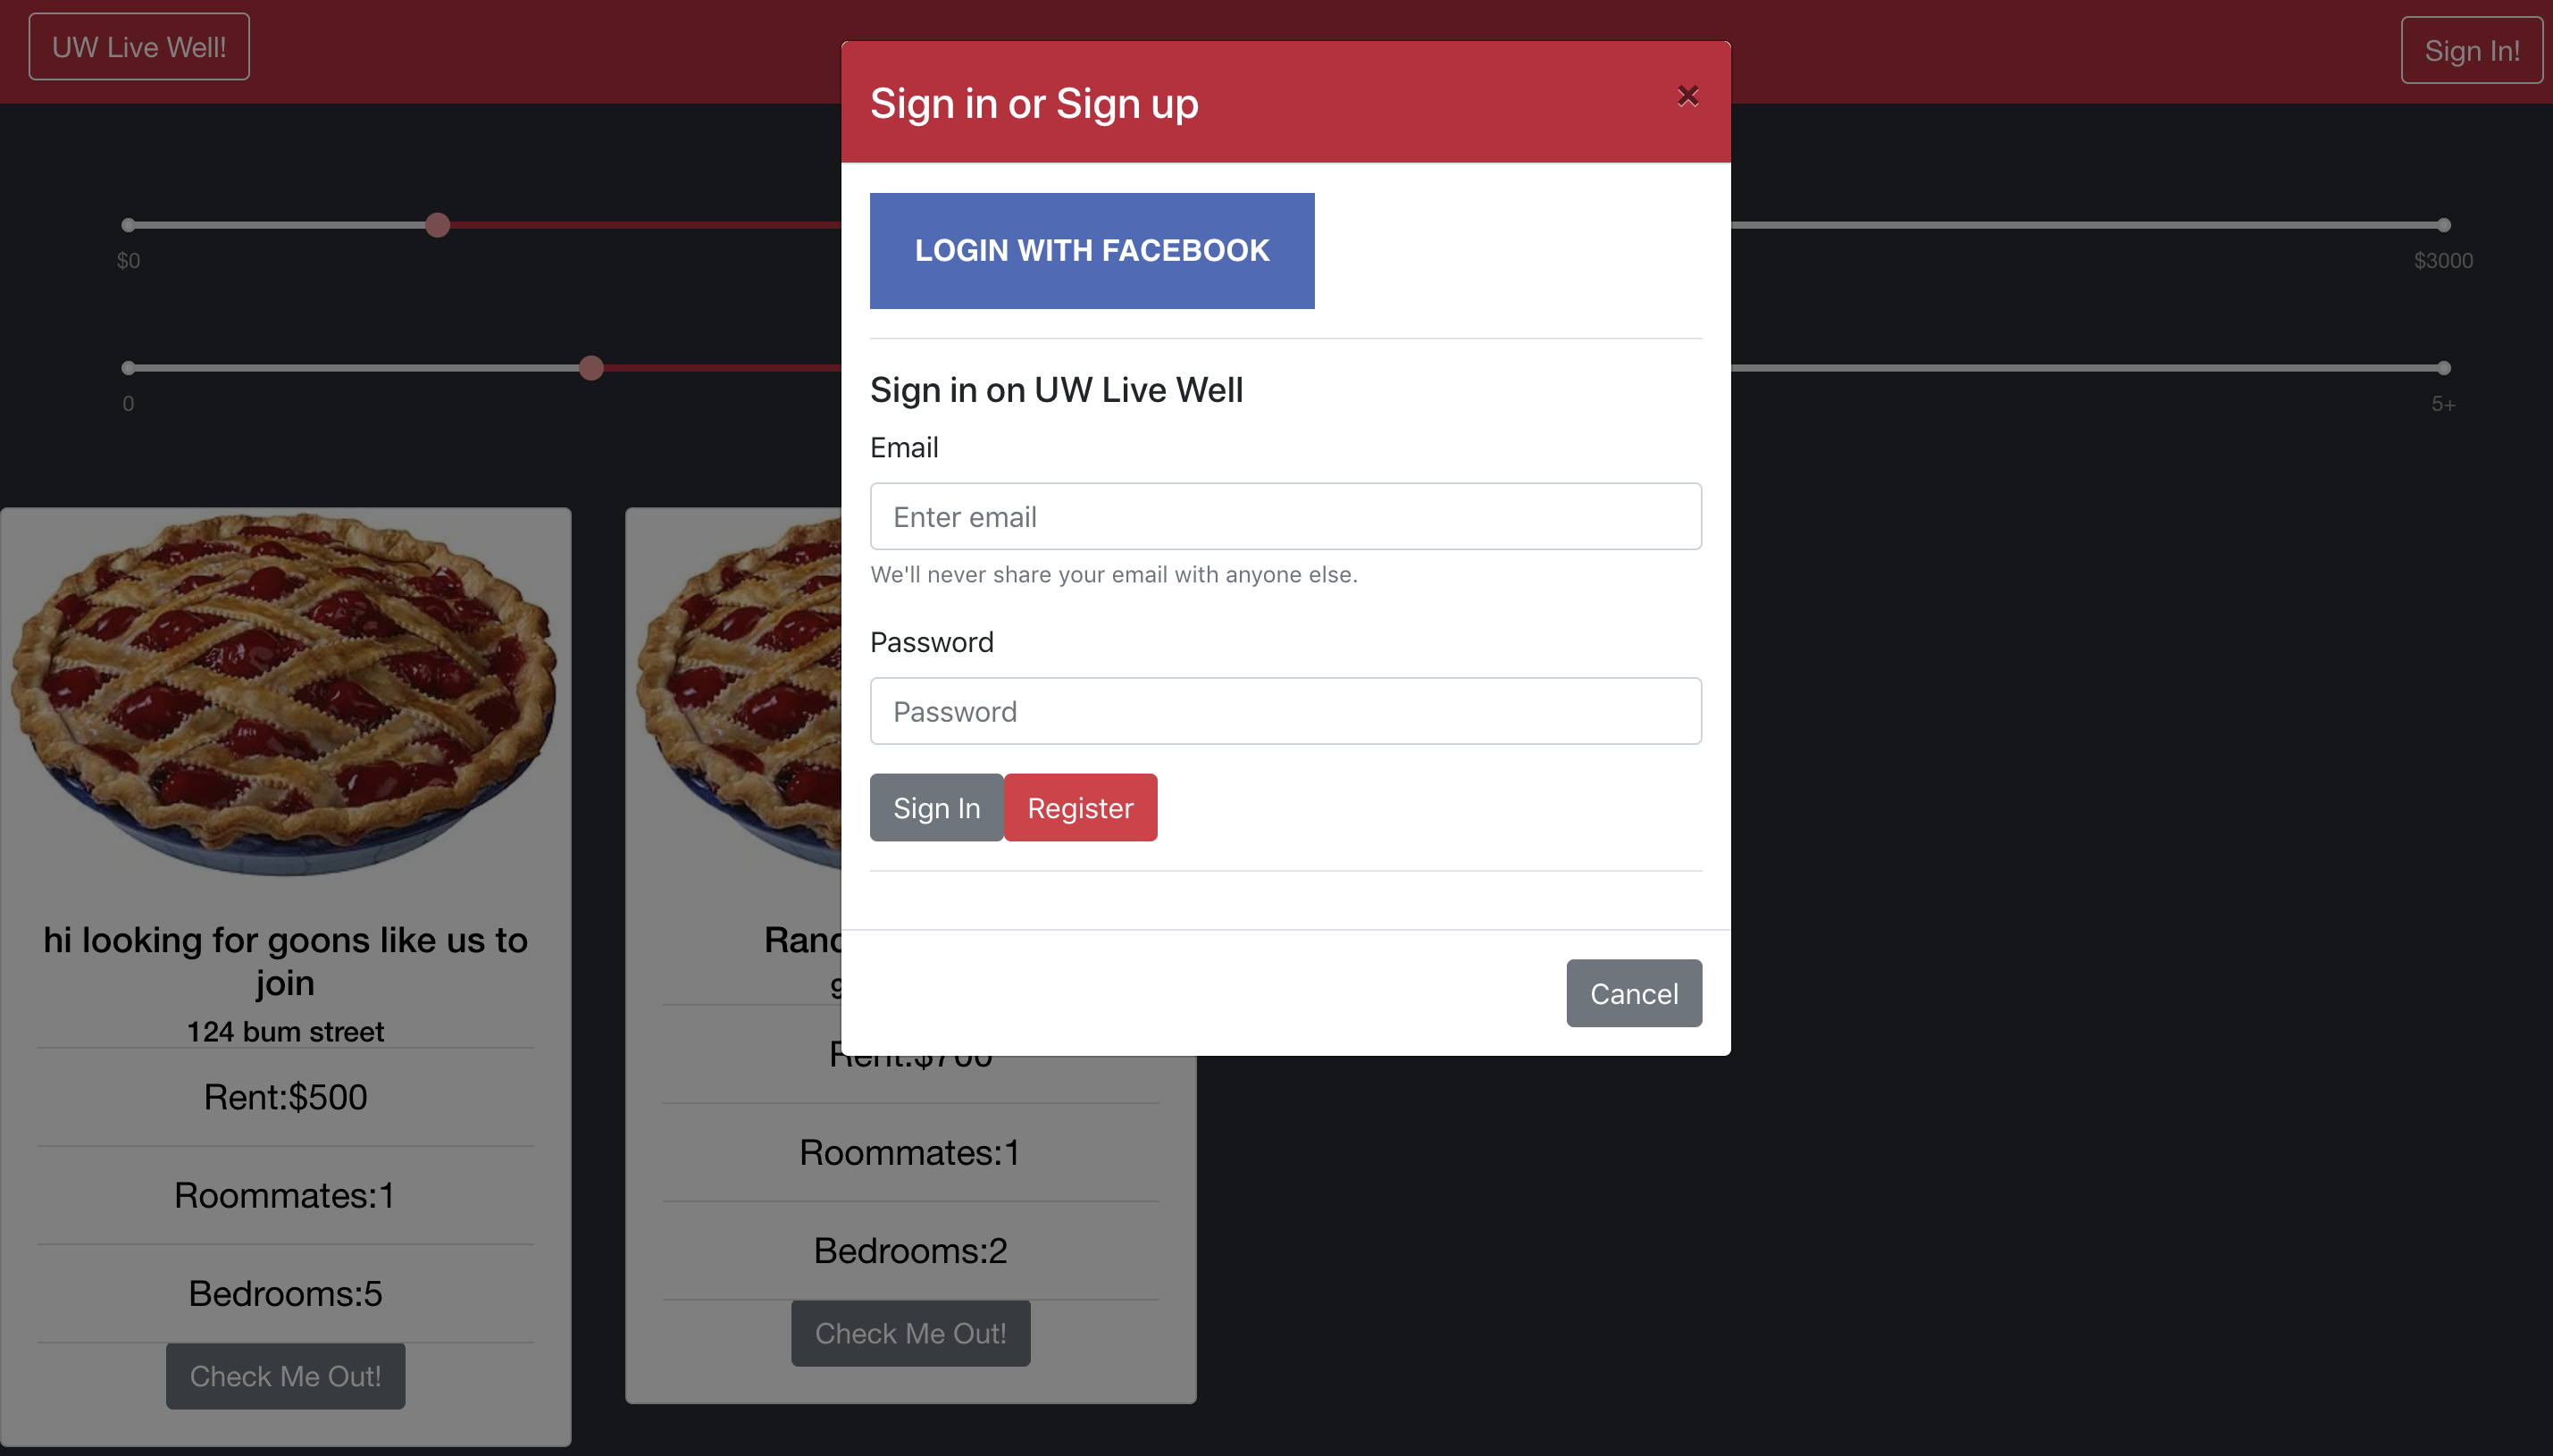 UW Live Well!
Sign In!
Sign in or Sign up
×
LOGIN WITH FACEBOOK
$0
$3000
0
5+
Sign in on UW Live Well
Email
Enter email
We'll never share your email with anyone else.
Password
Password
Sign In
Register
Cancel
hi looking for goons like us to
join
124 bum street
Rent:$500
Roommates:1
Bedrooms:5
Check Me Out!
Rent:$700
Roommates:1
Bedrooms:2
Check Me Out!